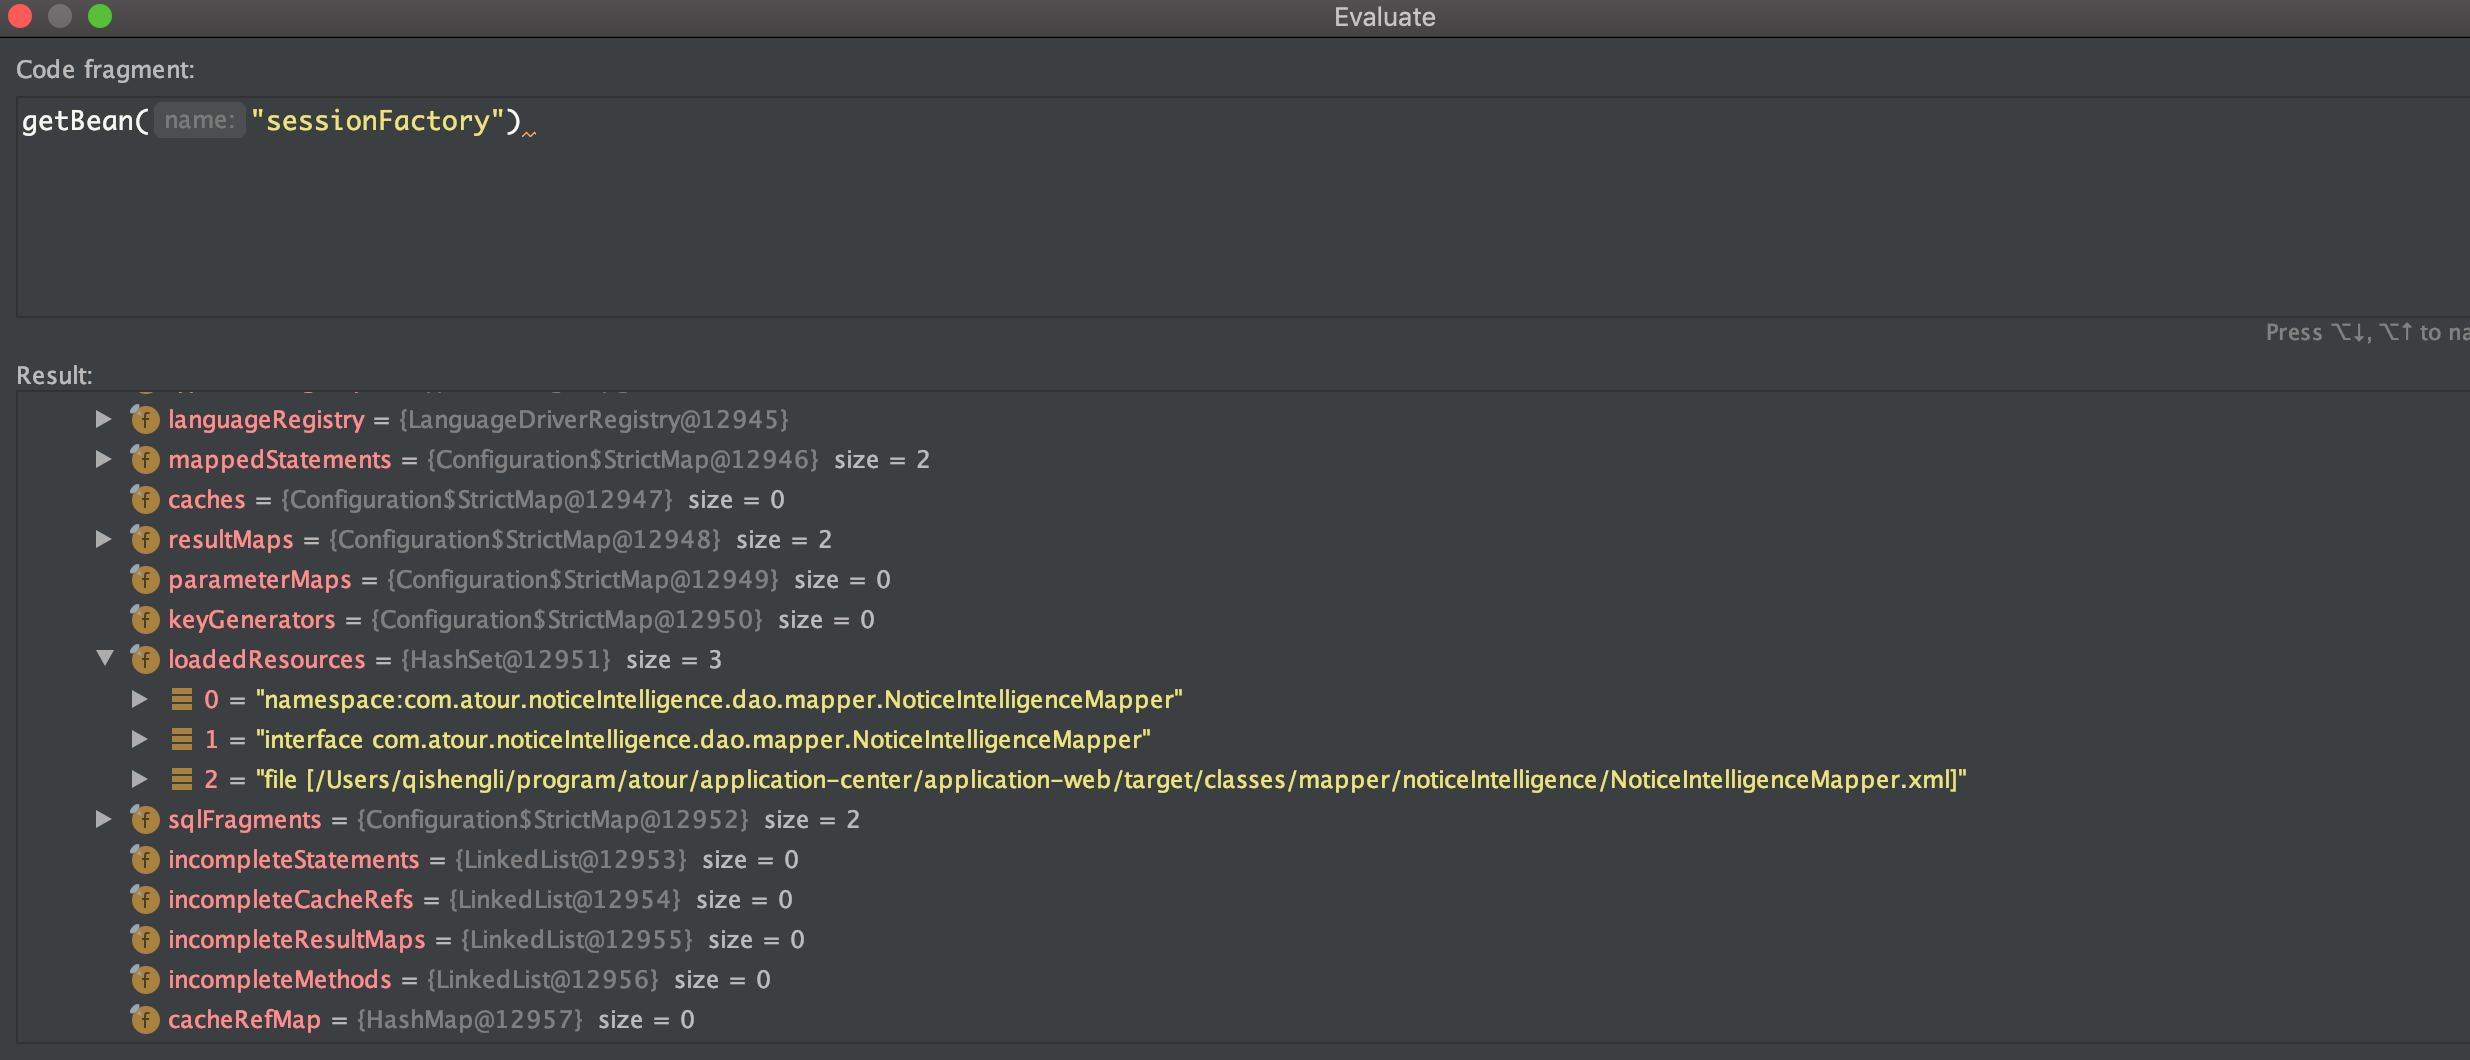 Evaluate
Code fragment:
getBean( name: "sessionFactory")
Press ⌥↓, ⌥↑ to na
Result:
languageRegistry = {LanguageDriverRegistry@12945}
mappedStatements = {Configuration$StrictMap@12946} size = 2
caches = {Configuration$StrictMap@12947} size = 0
resultMaps = {Configuration$StrictMap@12948} size = 2
parameterMaps = {Configuration$StrictMap@12949} size = 0
keyGenerators = {Configuration$StrictMap@12950} size = 0
loadedResources = {HashSet@12951} size = 3
0 = "namespace:com.atour.noticeIntelligence.dao.mapper.NoticeIntelligenceMapper"
1 = "interface com.atour.noticeIntelligence.dao.mapper.NoticeIntelligenceMapper"
2 = "file [/Users/qishengli/program/atour/application-center/application-web/target/classes/mapper/noticeIntelligence/NoticeIntelligenceMapper.xml]"
sqlFragments = {Configuration$StrictMap@12952} size = 2
incompleteStatements = {LinkedList@12953} size = 0
incompleteCacheRefs = {LinkedList@12954} size = 0
incompleteResultMaps = {LinkedList@12955} size = 0
incompleteMethods = {LinkedList@12956} size = 0
cacheRefMap = {HashMap@12957} size = 0